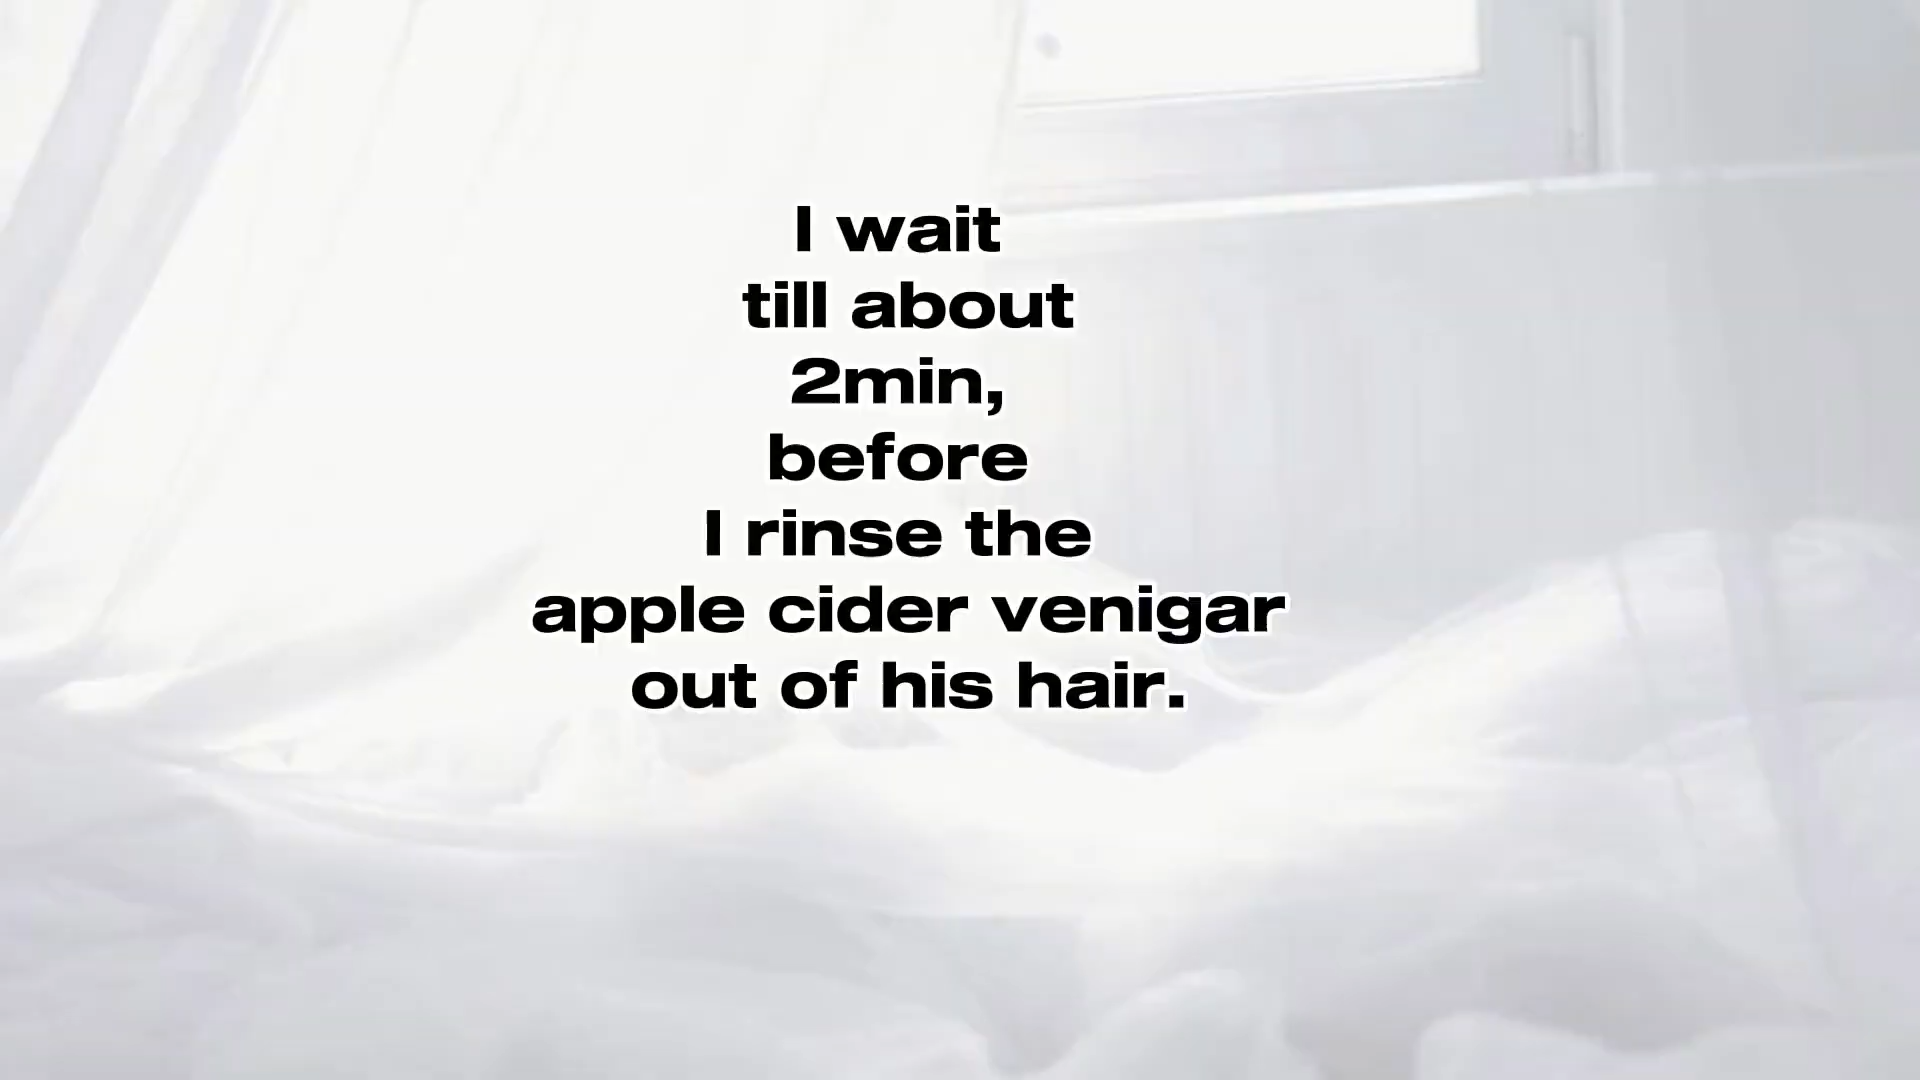 I wait
till about
2min,
before
I rinse the
apple cider venigar
out of his hair.